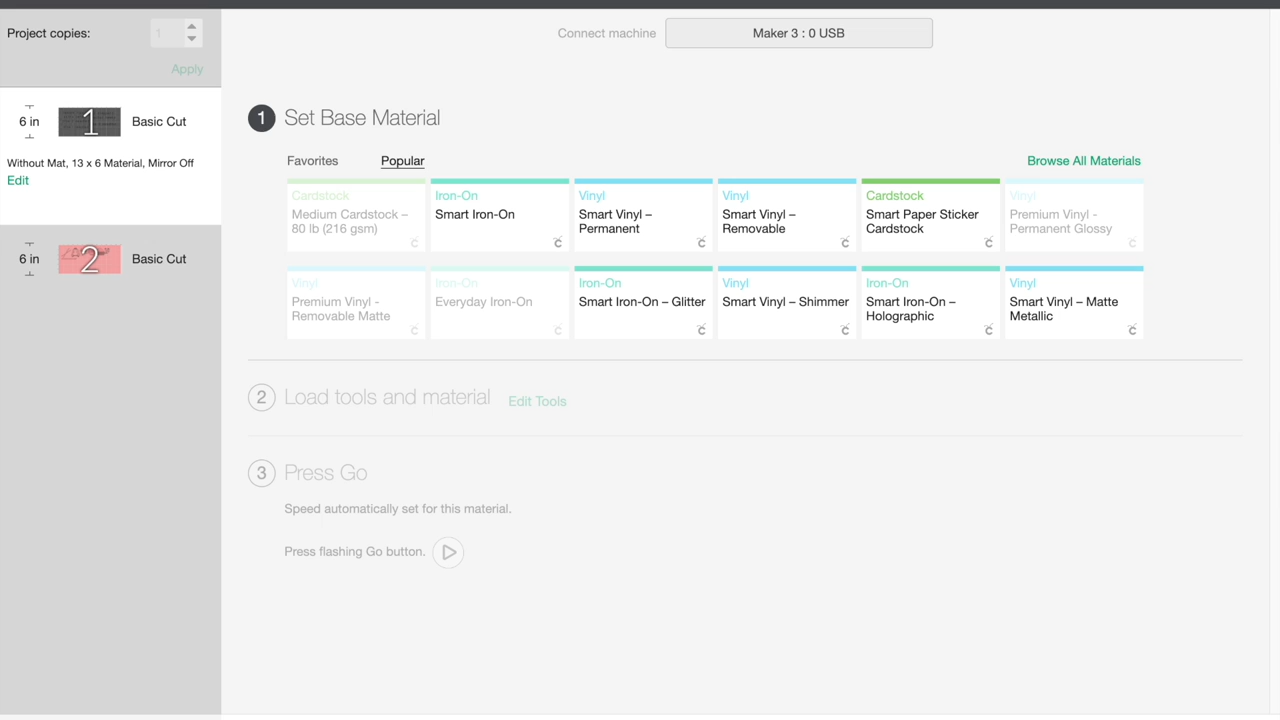 Project copies:
1
Apply
Connect machine
Maker 3 : 0 USB
6 in
1
Basic Cut
Without Mat, 13 x 6 Material, Mirror Off
Edit
6 in
2
Basic Cut
1
Set Base Material
Favorites
Popular
Browse All Materials
Cardstock
Medium Cardstock –
80 lb (216 gsm)
Iron-On
Smart Iron-On
Vinyl
Smart Vinyl –
Permanent
Vinyl
Smart Vinyl –
Removable
Cardstock
Smart Paper Sticker
Cardstock
Vinyl
Premium Vinyl -
Permanent Glossy
Vinyl
Premium Vinyl -
Removable Matte
Iron-On
Everyday Iron-On
Iron-On
Smart Iron-On – Glitter
Vinyl
Smart Vinyl – Shimmer
Iron-On
Smart Iron-On –
Holographic
Vinyl
Smart Vinyl – Matte
Metallic
2
Load tools and material
Edit Tools
3
Press Go
Speed automatically set for this material.
Press flashing Go button.